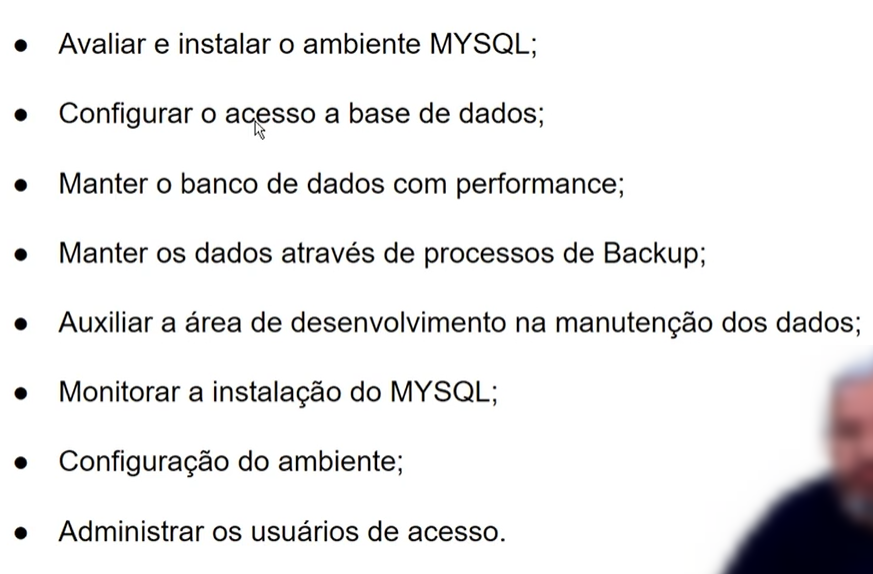 ● Avaliar e instalar o ambiente MYSQL;
● Configurar o acesso a base de dados;
● Manter o banco de dados com performance;
● Manter os dados através de processos de Backup;
● Auxiliar a área de desenvolvimento na manutenção dos dados;
● Monitorar a instalação do MYSQL;
● Configuração do ambiente;
● Administrar os usuários de acesso.